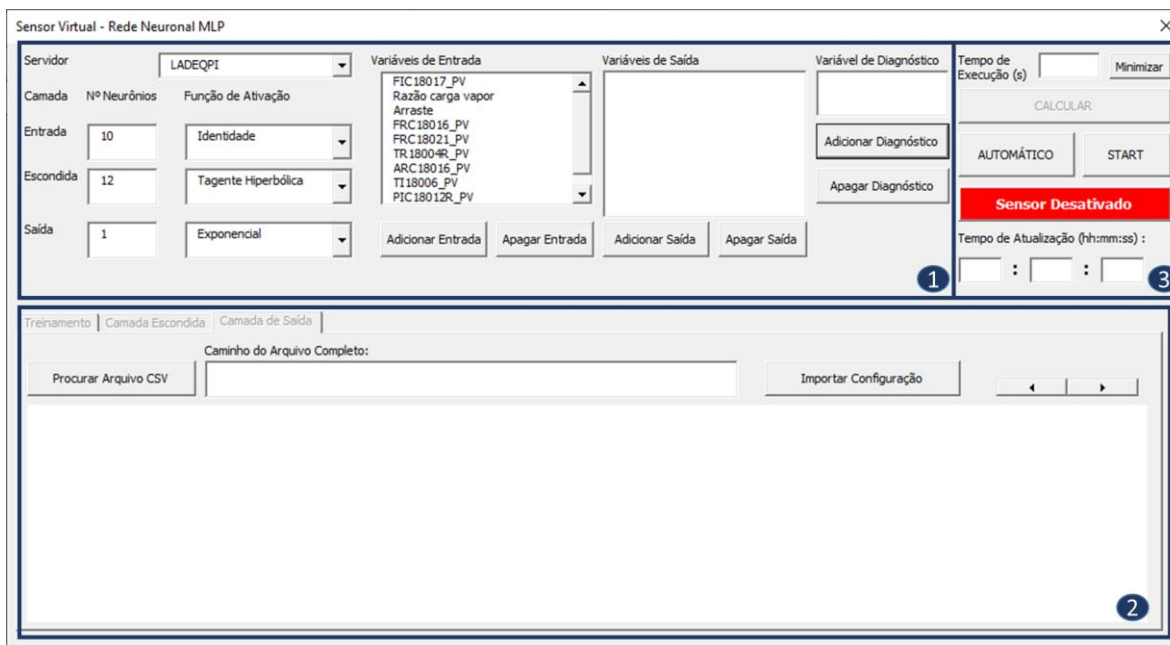 Sensor Virtual - Rede Neuronal MLP
Servidor
LADEQPI
Camada
Nº Neurônios
Função de Ativação
Entrada
10
Identidade
Escondida
12
Tagente Hiperbólica
Saída
1
Exponencial
Variáveis de Entrada
FIC18017_PV
Razão carga vapor
Arraste
FRC18016_PV
FRC18021_PV
TR18004R_PV
ARC18016_PV
TI18006_PV
PIC18012R_PV
Adicionar Entrada
Apagar Entrada
Variáveis de Saída
Adicionar Saída
Apagar Saída
Variável de Diagnóstico
Adicionar Diagnóstico
Apagar Diagnóstico
1
Tempo de
Execução (s)
Minimizar
CALCULAR
AUTOMÁTICO
START
Sensor Desativado
Tempo de Atualização (hh:mm:ss) :
: :
3
Treinamento
Camada Escondida
Camada de Saída
Caminho do Arquivo Completo:
Procurar Arquivo CSV
Importar Configuração
2